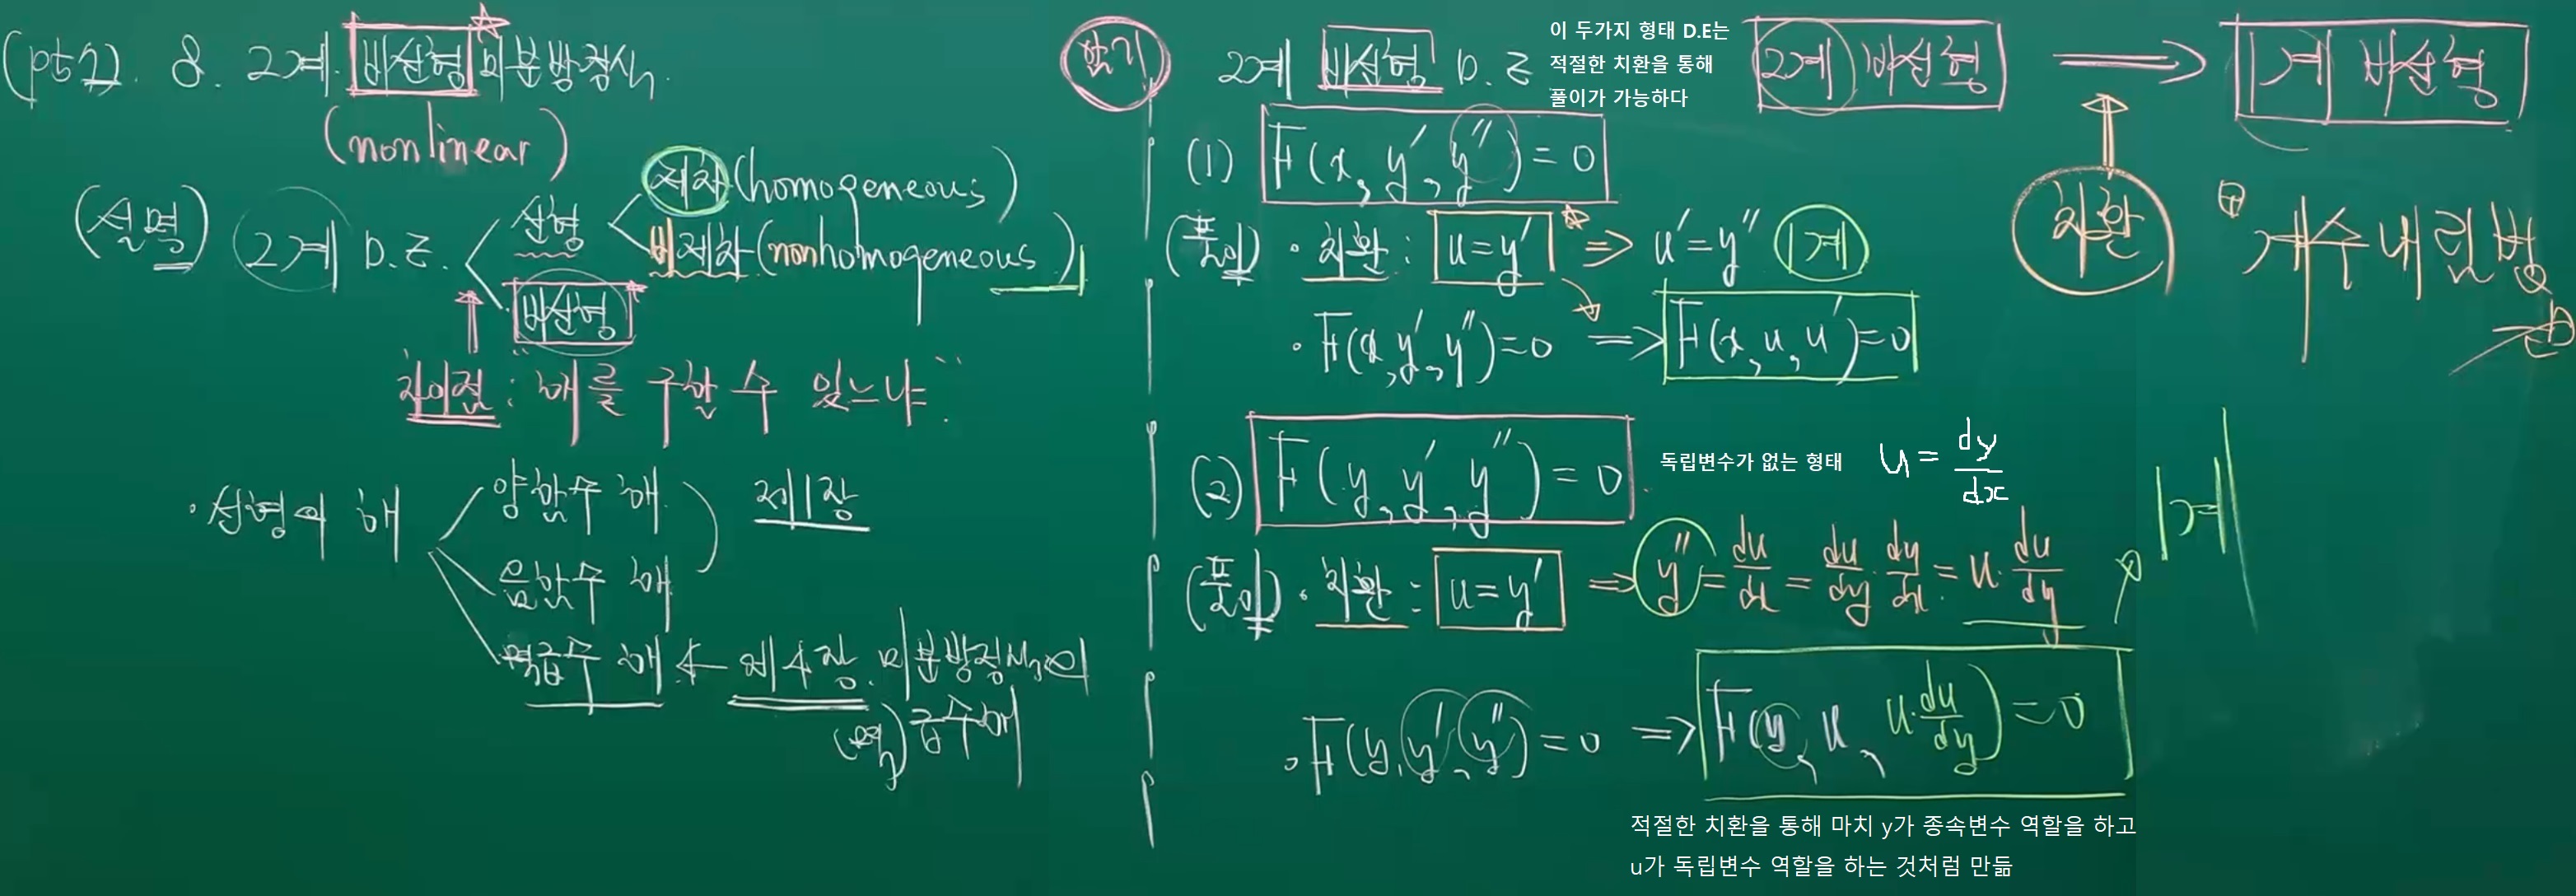 (pt2). 8. 2계 비선형 미분방정식.
(nonlinear)
(설명) 2계 D.E.
선형
제차 (homogeneous)
비제차 (nonhomogeneous)
비선형
차이점 : "해를 구할 수 있느냐"
· 선형의 해
양함수 해
음함수 해
제1장
멱급수 해 ← 제4장. 미분방정식의
(멱)급수해
암기
2계 비선형 D.E
이 두가지 형태 D.E는
적절한 치환을 통해
풀이가 가능하다
2계 비선형 ⟹ 1계 비선형
치환
계수내림법
(1) F(x, y', y'') = 0
(풀이) · 치환 : u=y' ⟹ u'=y'' 1계
· F(x, y', y'')=0 ⟹ F(x, u, u')=0
(2) F(y, y', y'') = 0
독립변수가 없는 형태
u = dy/dx
(풀이) · 치환 : u=y' ⟹ y'' = du/dx = du/dy · dy/dx = u · du/dy
1계
· F(y, y', y'') = 0 ⟹ F(y, u, u·du/dy) = 0
적절한 치환을 통해 마치 y가 종속변수 역할을 하고
u가 독립변수 역할을 하는 것처럼 만듦